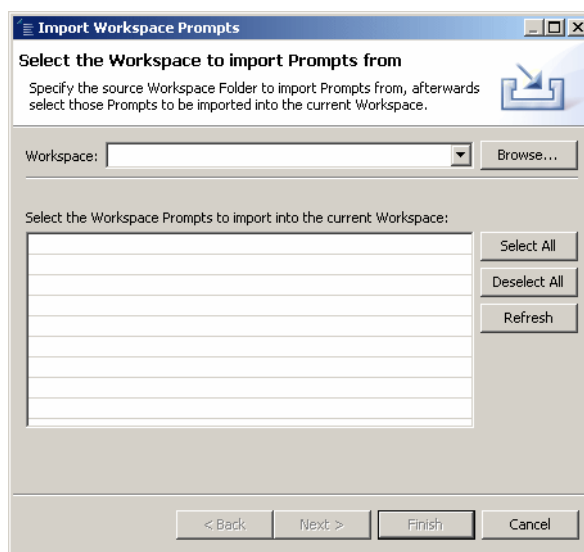 Import Workspace Prompts
Select the Workspace to import Prompts from
Specify the source Workspace Folder to import Prompts from, afterwards
select those Prompts to be imported into the current Workspace.
Workspace:
Browse...
Select the Workspace Prompts to import into the current Workspace:
Select All
Deselect All
Refresh
< Back
Next >
Finish
Cancel